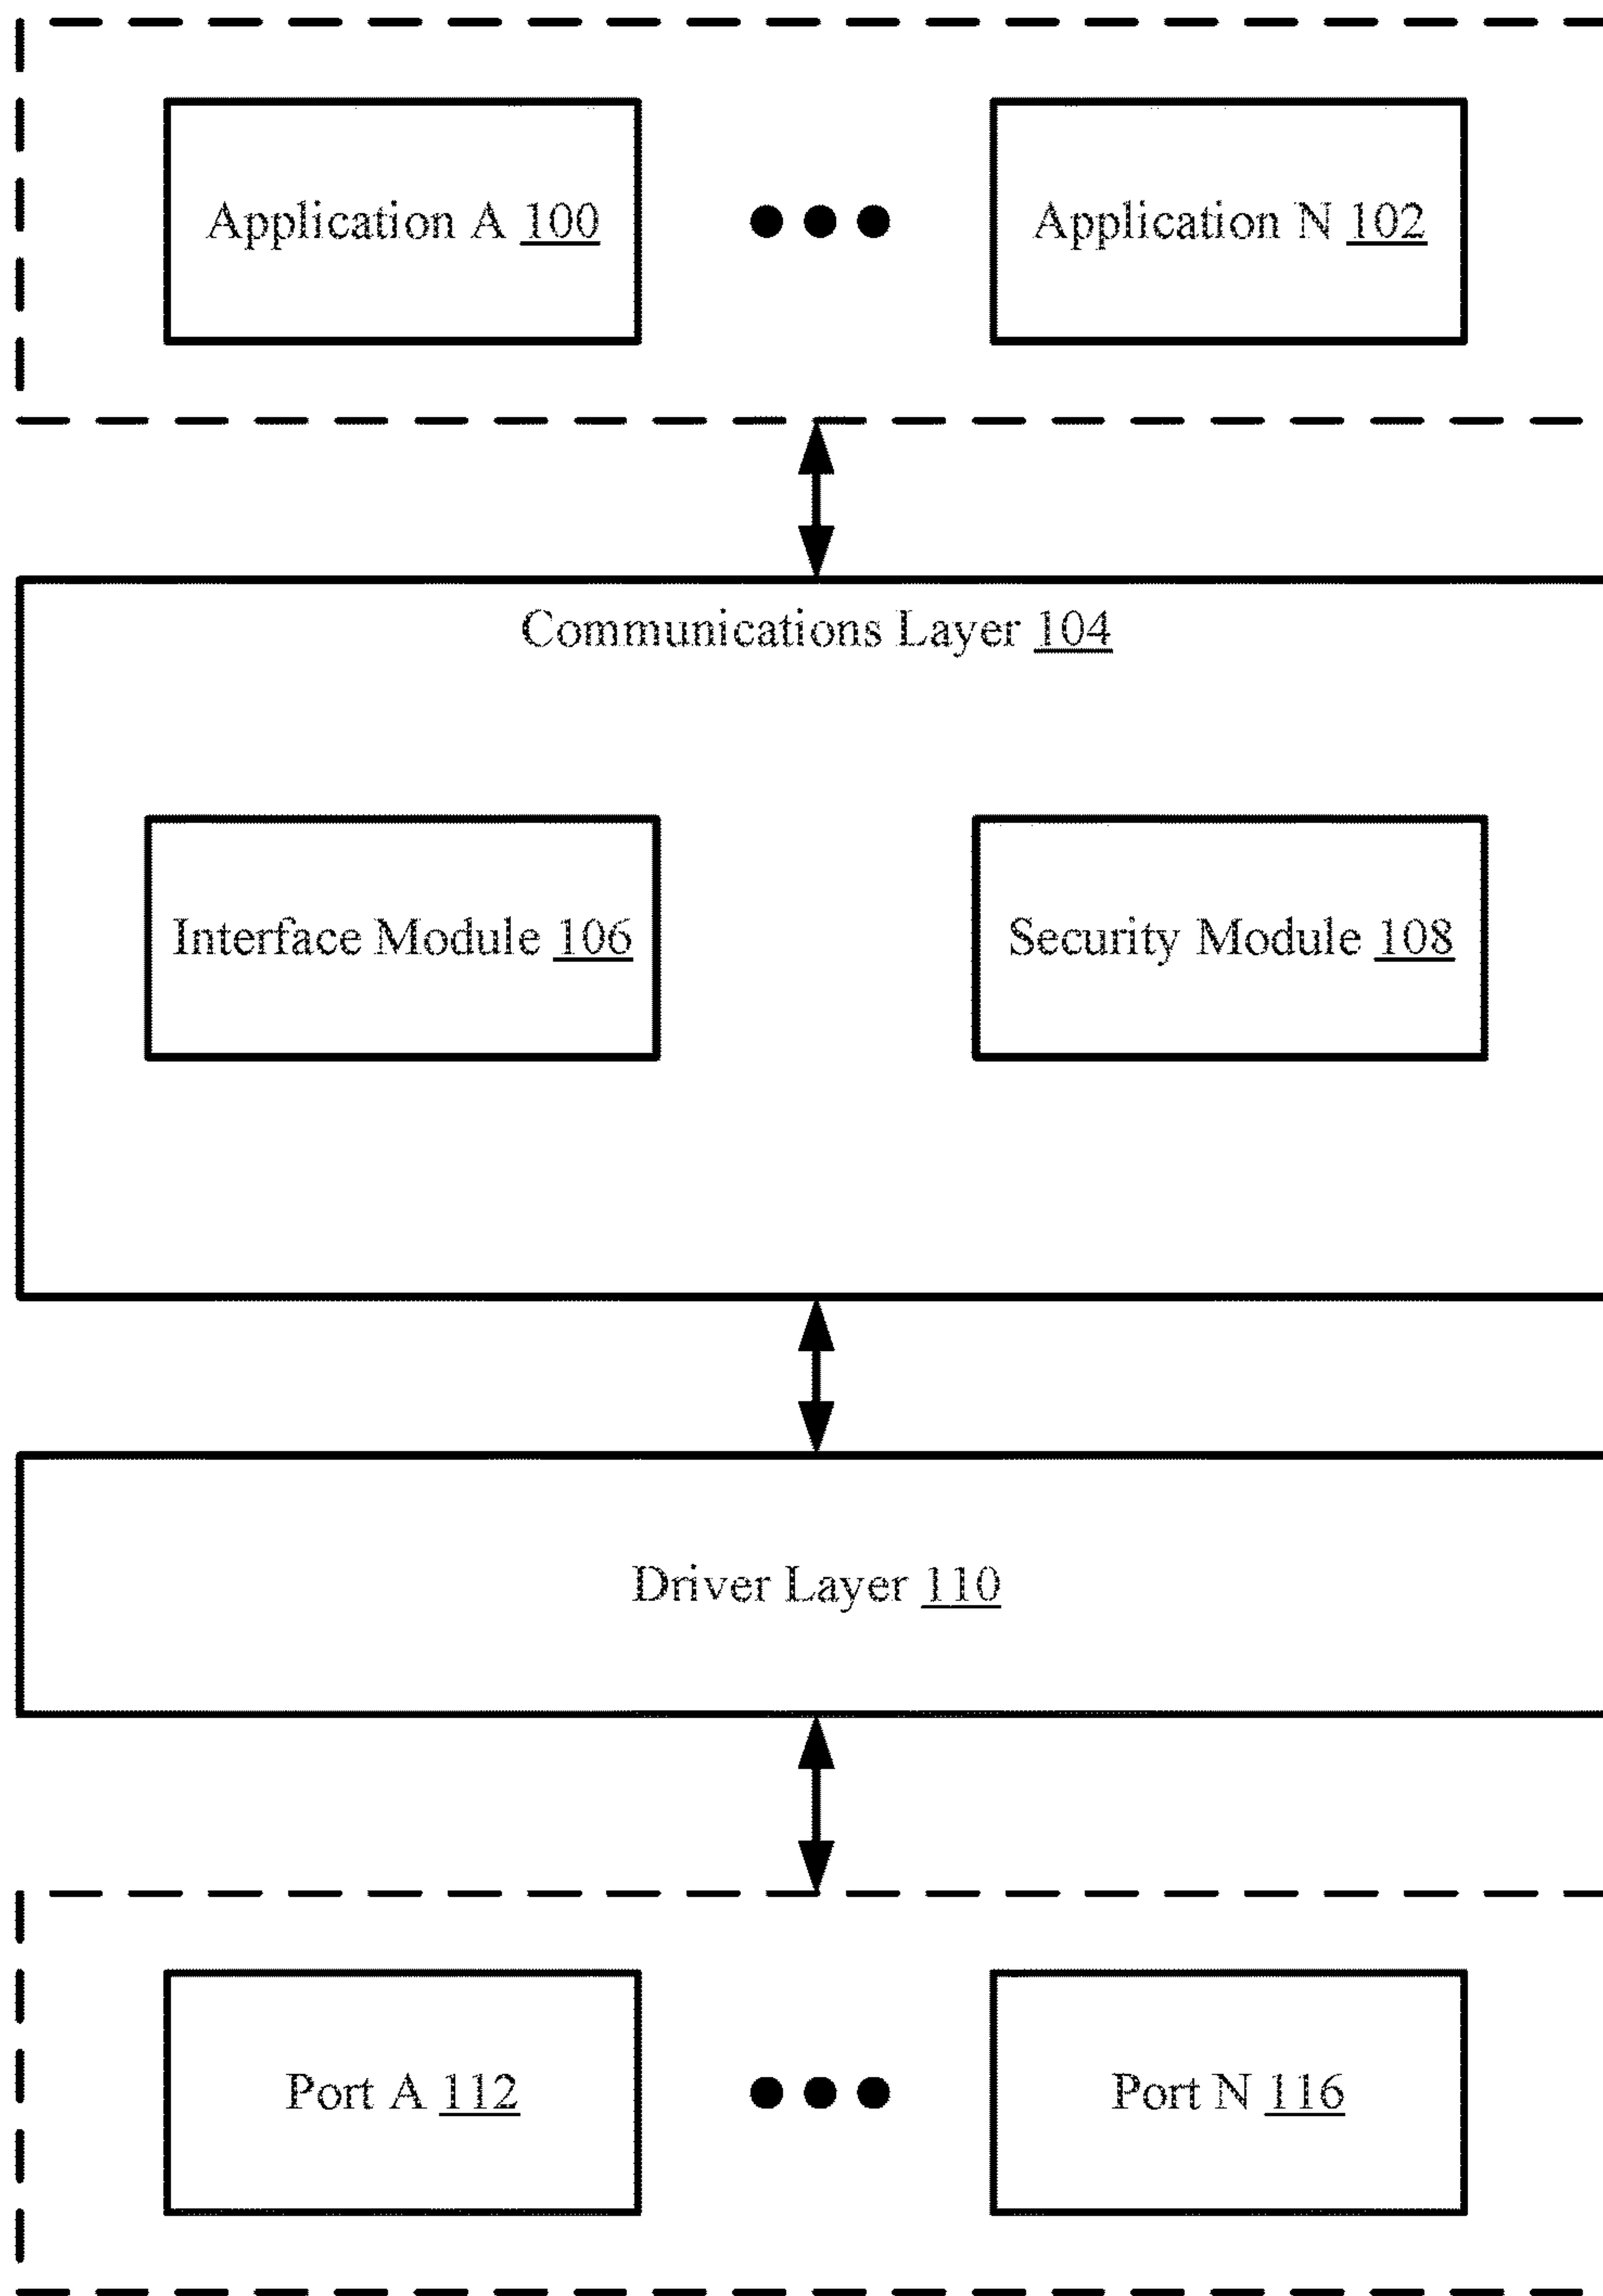 Application A 100
Application N 102
Communications Layer 104
Interface Module 106
Security Module 108
Driver Layer 110
Port A 112
Port N 116